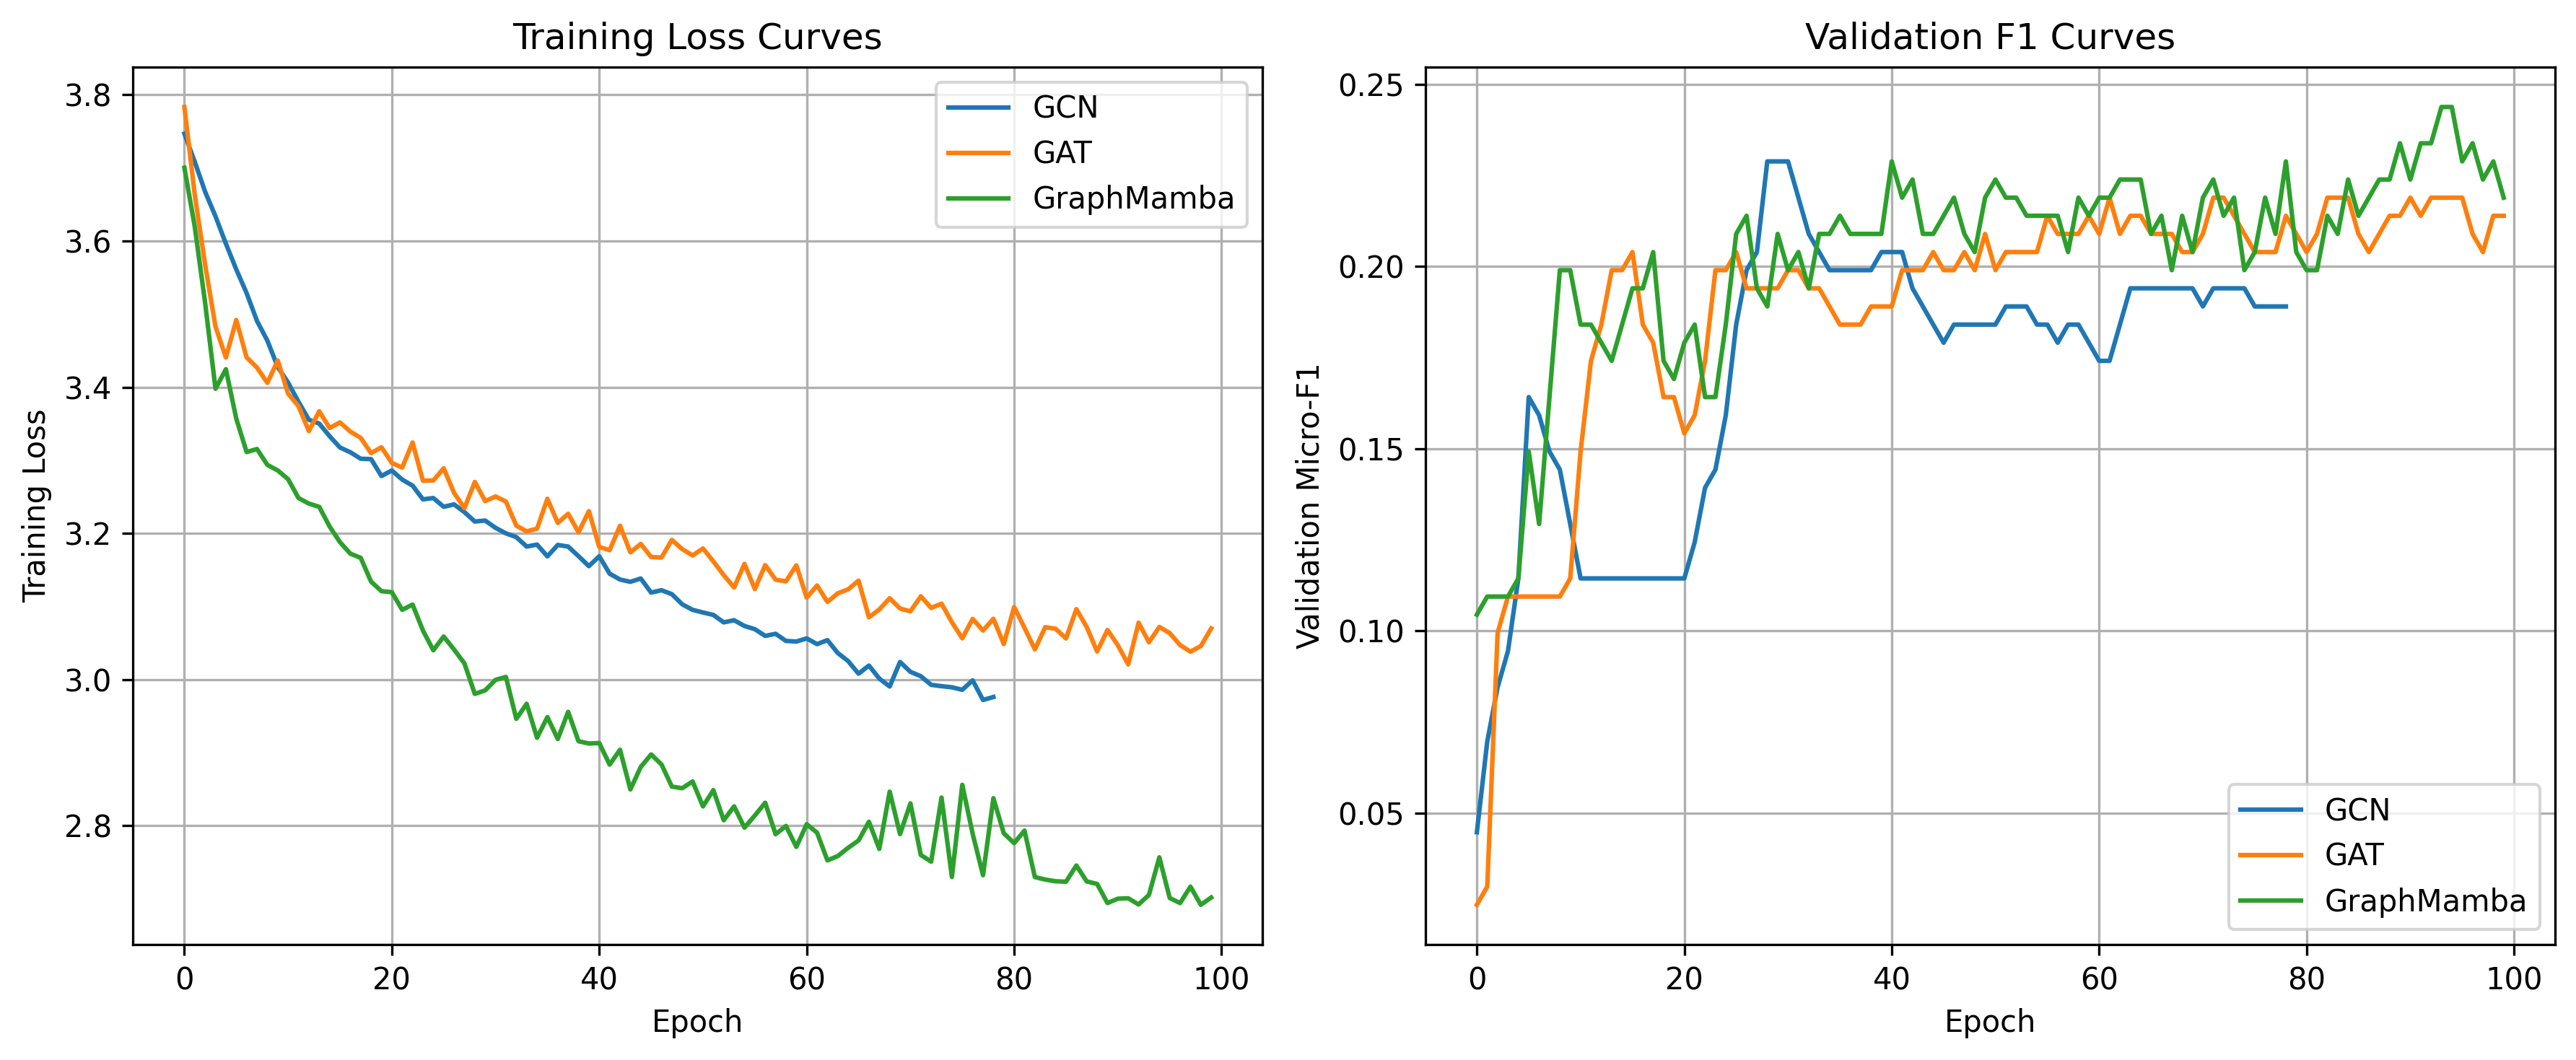 Training Loss Curves
3.8
3.6
3.4
3.2
3.0
2.8
Training Loss
0 20 40 60 80 100
Epoch
GCN
GAT
GraphMamba
Validation F1 Curves
0.25
0.20
0.15
0.10
0.05
Validation Micro-F1
0 20 40 60 80 100
Epoch
GCN
GAT
GraphMamba